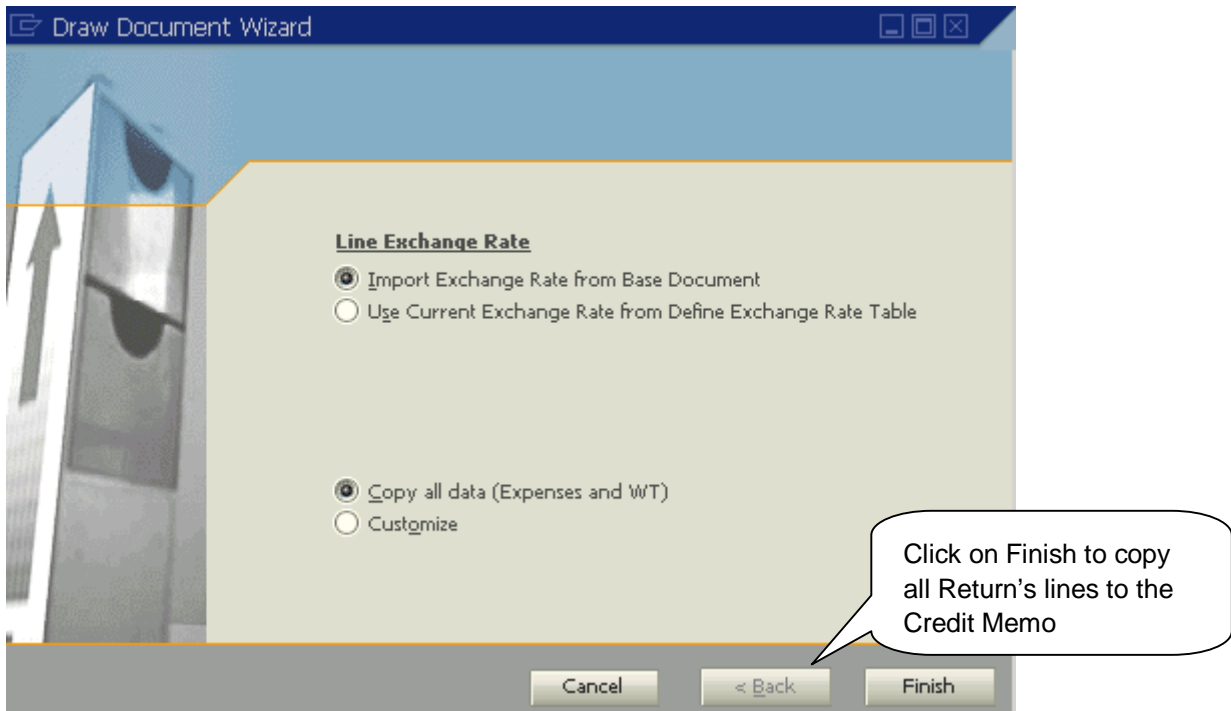 Draw Document Wizard
Line Exchange Rate
Import Exchange Rate from Base Document
Use Current Exchange Rate from Define Exchange Rate Table
Copy all data (Expenses and WT)
Customize
Click on Finish to copy
all Return's lines to the
Credit Memo
Cancel
< Back
Finish